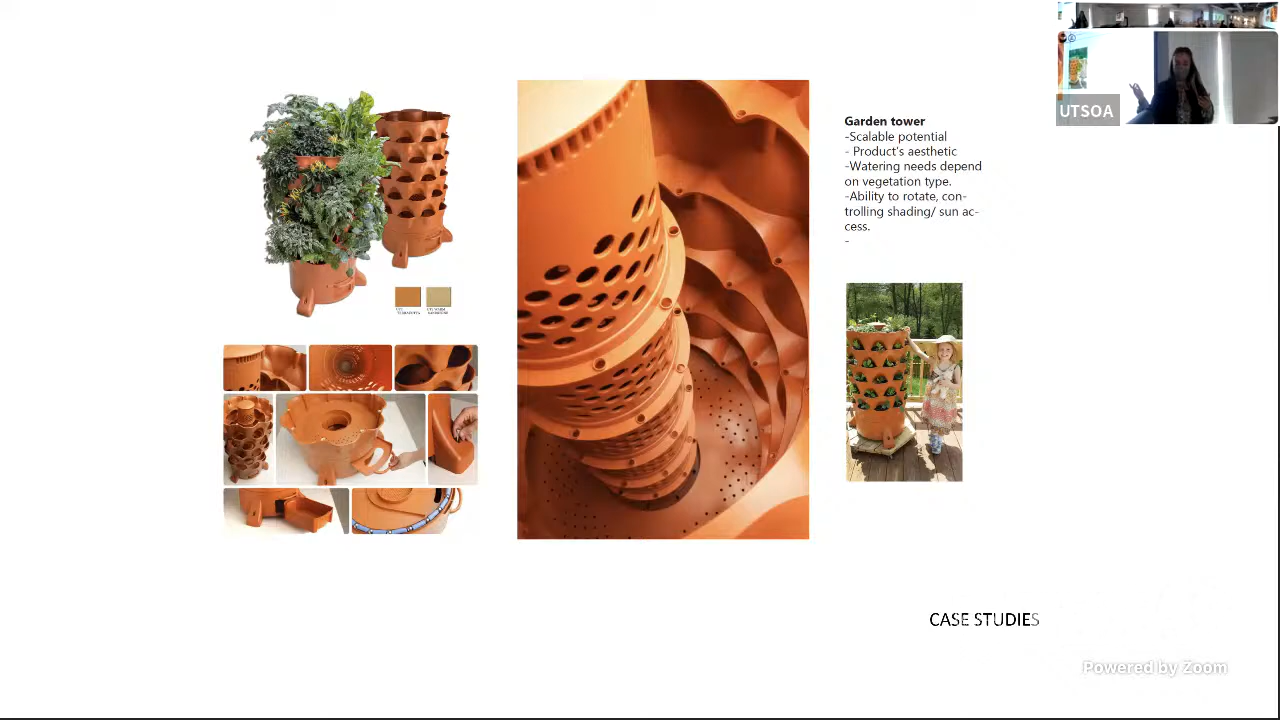 UTSOA
Garden tower
-Scalable potential
- Product's aesthetic
-Watering needs depend
on vegetation type.
-Ability to rotate, con-
trolling shading/ sun ac-
cess.
-
CASE STUDIES
Powered by Zoom